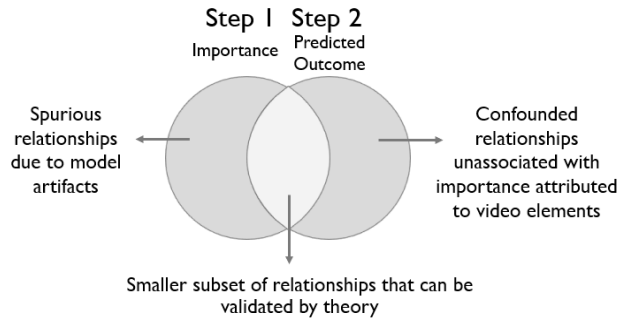 Step 1 Step 2
Importance
Predicted
Outcome
Spurious
relationships
due to model
artifacts
Confounded
relationships
unassociated with
importance attributed
to video elements
Smaller subset of relationships that can be
validated by theory